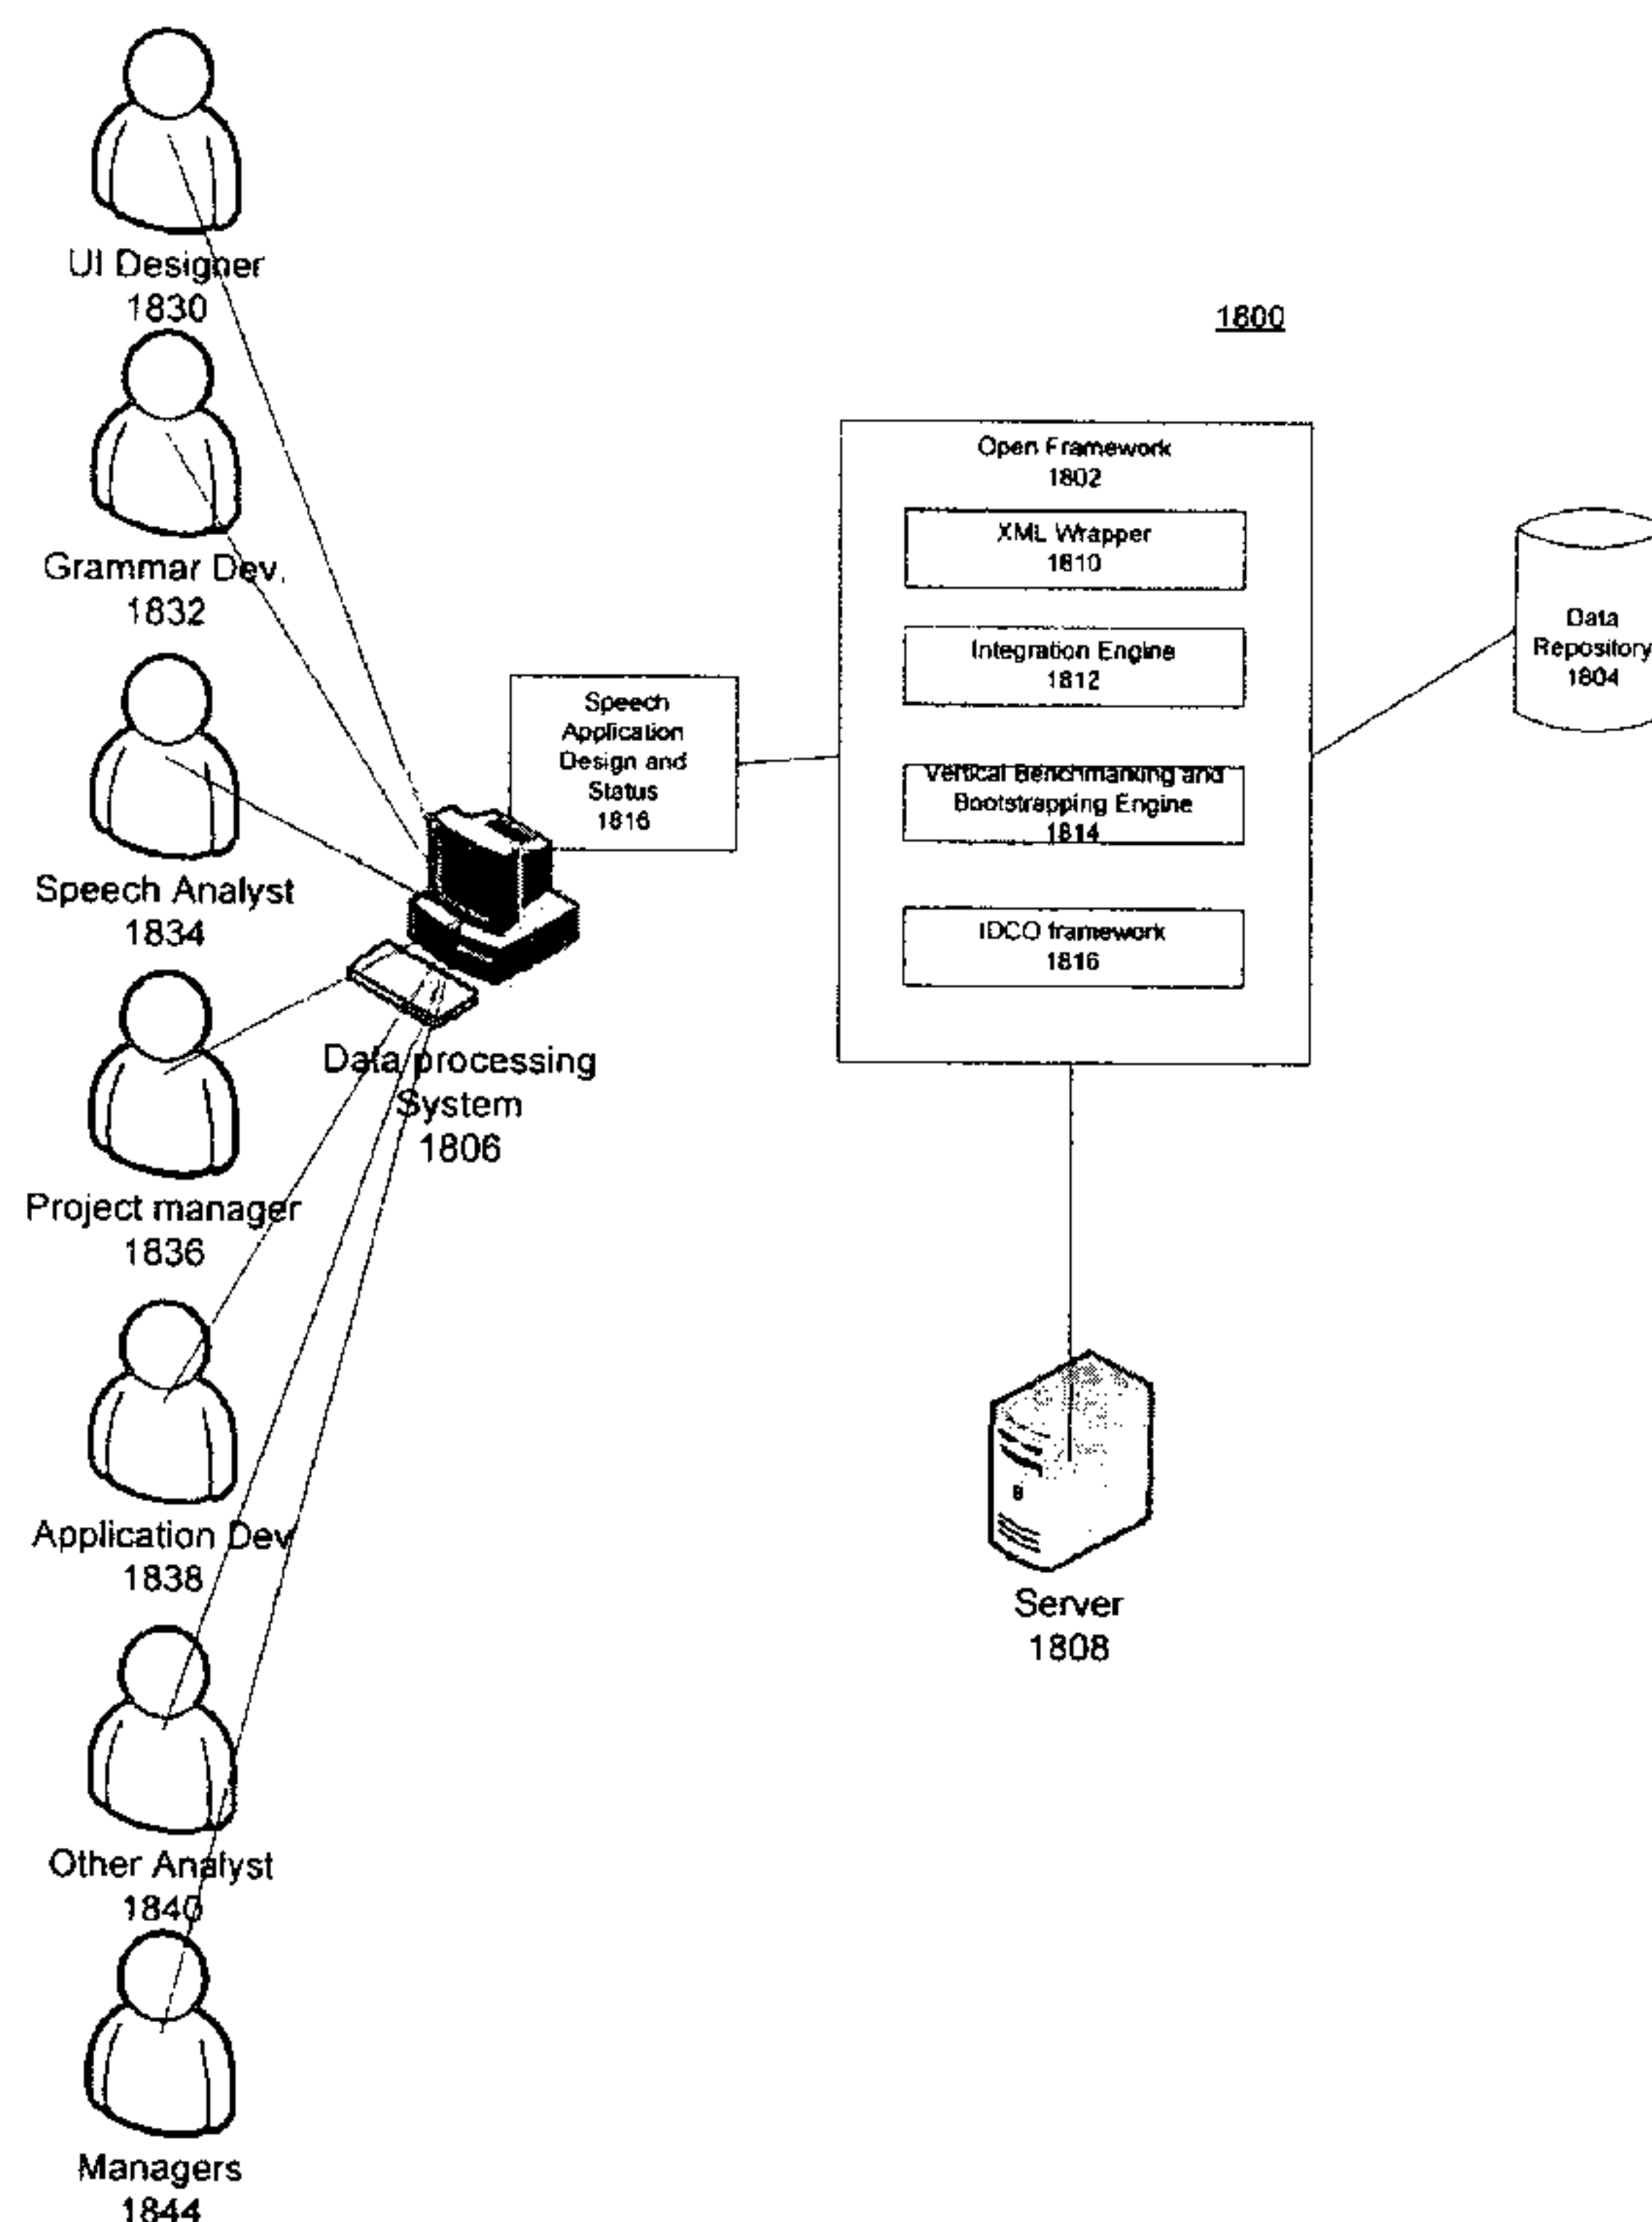 UI Designer
1830
Grammar Dev.
1832
Speech Analyst
1834
Project manager
1836
Application Dev
1838
Other Analyst
1840
Managers
1844
Data processing
System
1806
Speech
Application
Design and
Status
1816
1800
Open Framework
1802
XML Wrapper
1810
Integration Engine
1812
Vertical Benchmarking and
Bootstrapping Engine
1814
IDCO framework
1816
Server
1808
Data
Repository
1804